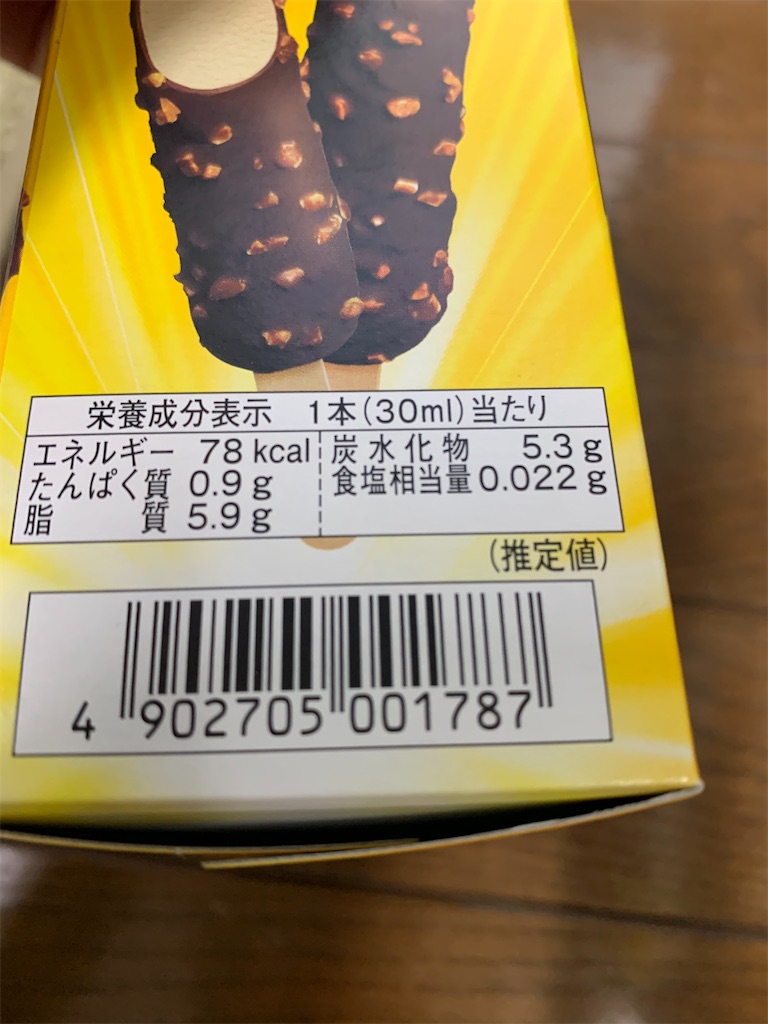 栄養成分表示 1本(30ml)当たり
エネルギー 78 kcal 炭水化物 5.3 g
たんぱく質 0.9 g 食塩相当量 0.022 g
脂質 5.9 g
(推定値)
4 902705 001787